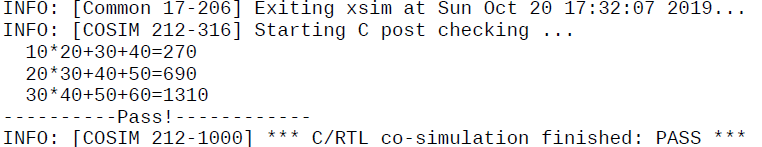 INFO: [Common 17-206] Exiting xsim at Sun Oct 20 17:32:07 2019...
INFO: [COSIM 212-316] Starting C post checking ...
  10*20+30+40=270
  20*30+40+50=690
  30*40+50+60=1310
----------Pass!------------
INFO: [COSIM 212-1000] *** C/RTL co-simulation finished: PASS ***